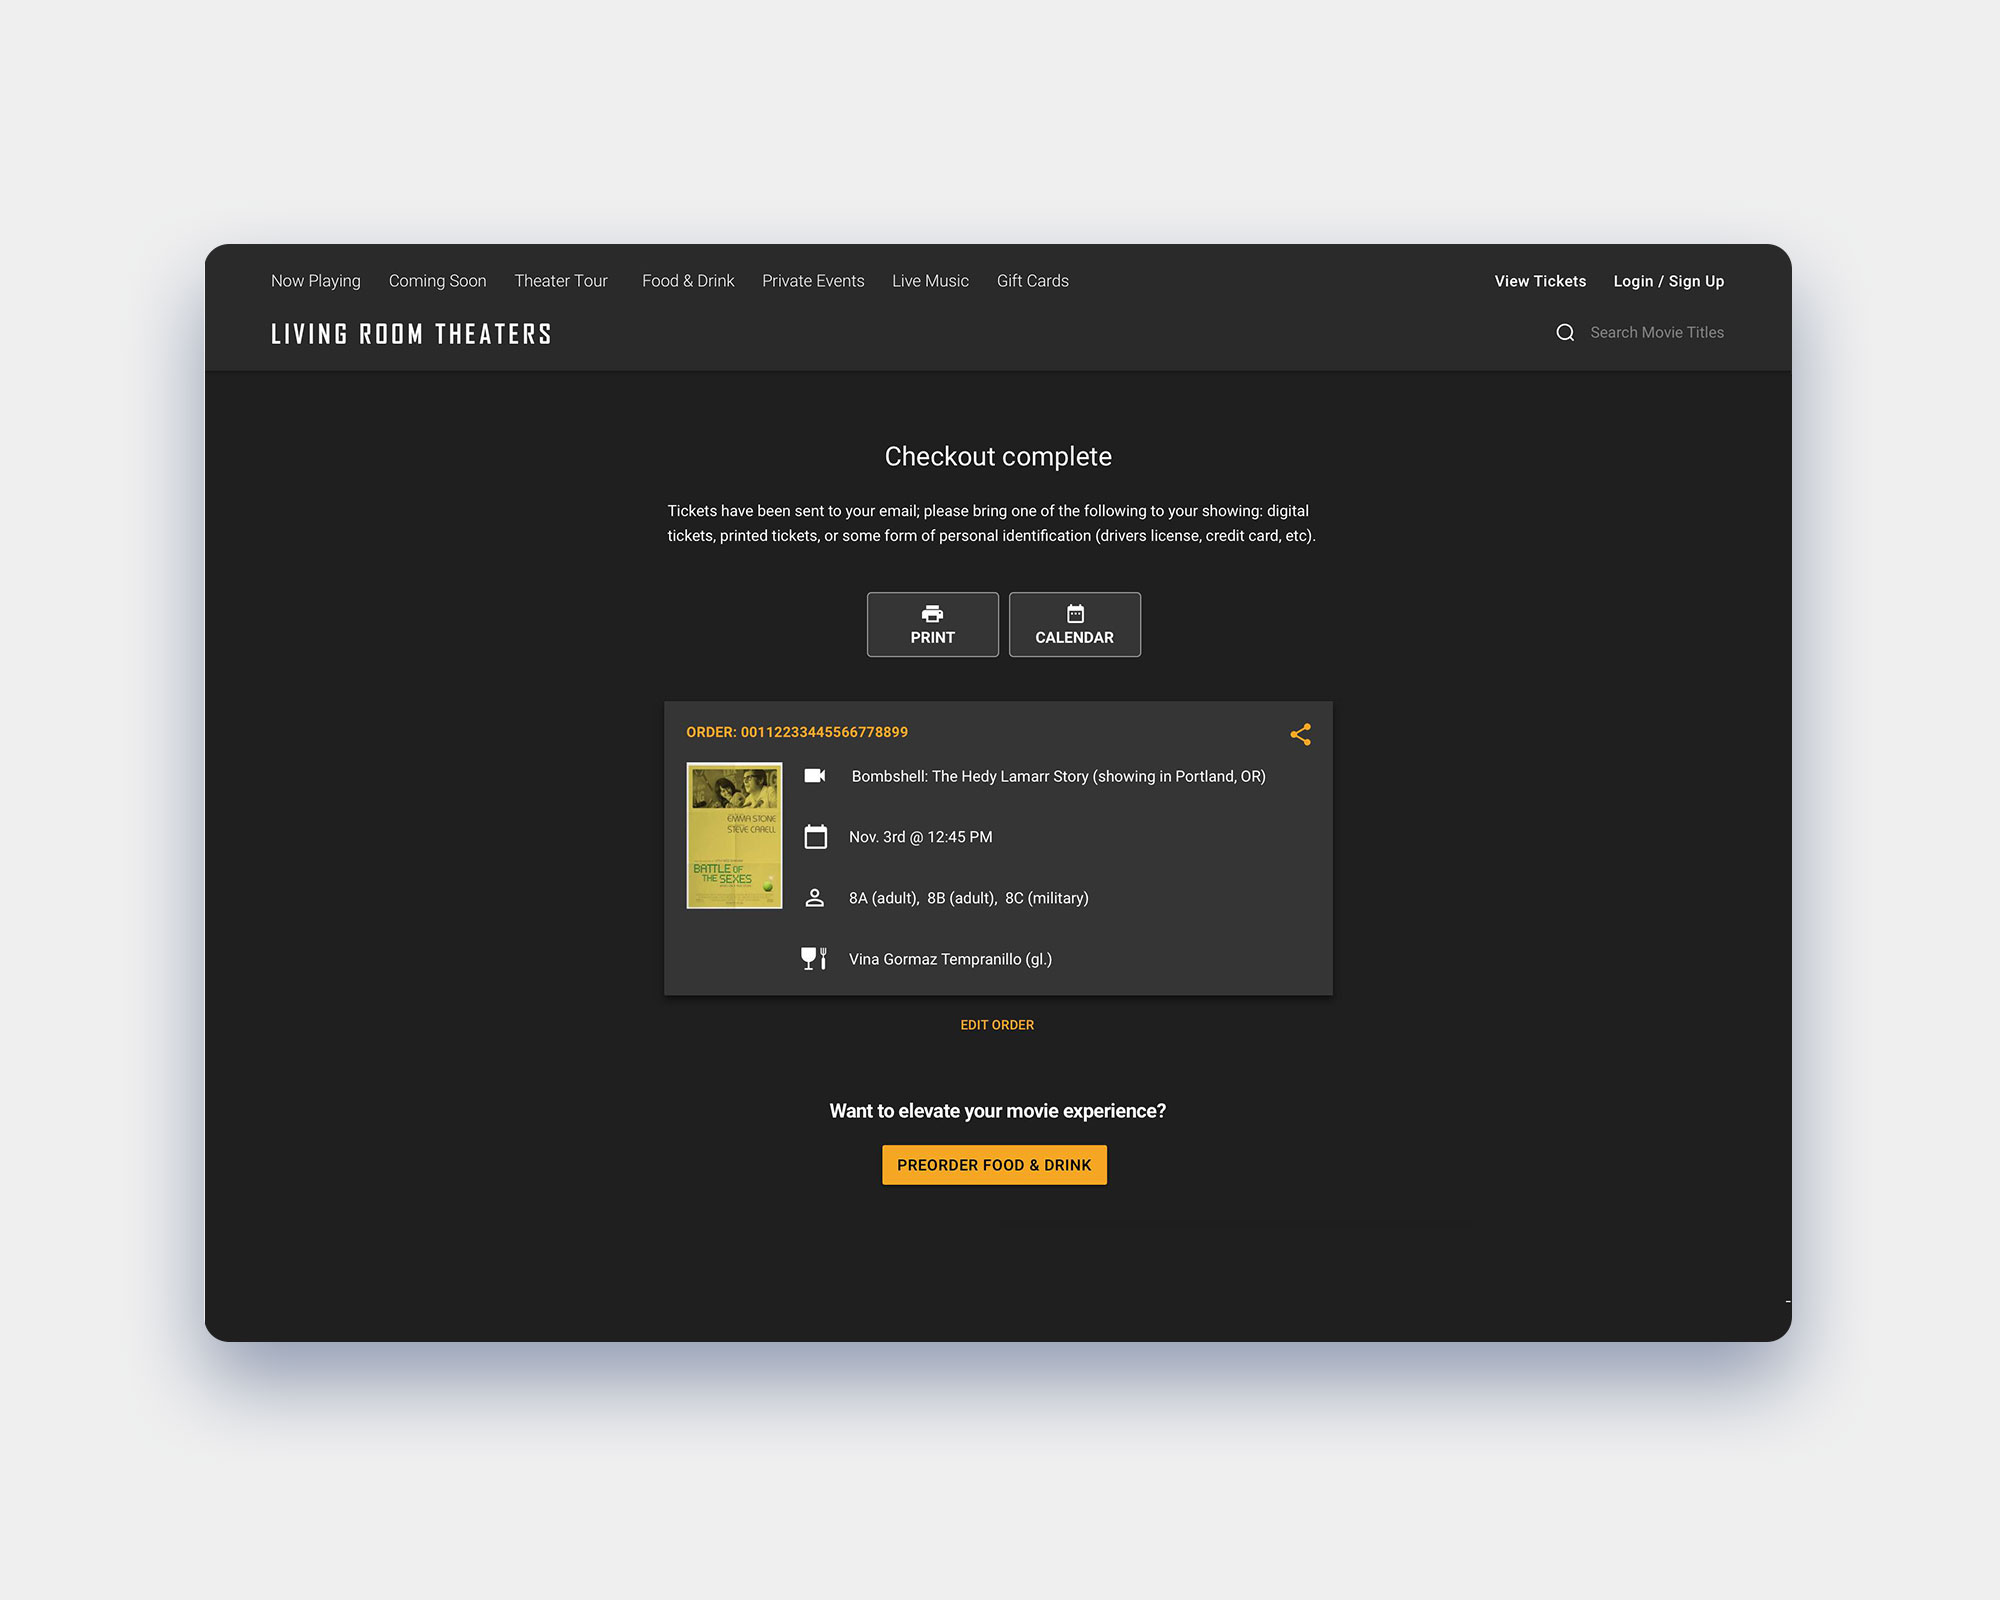 Now Playing Coming Soon Theater Tour Food & Drink Private Events Live Music Gift Cards View Tickets Login / Sign Up
LIVING ROOM THEATERS Search Movie Titles
Checkout complete
Tickets have been sent to your email; please bring one of the following to your showing: digital
tickets, printed tickets, or some form of personal identification (drivers license, credit card, etc).
PRINT CALENDAR
ORDER: 00112233445566778899
EMMA STONE
STEVE CARELL
BATTLE OF
THE SEXES
Bombshell: The Hedy Lamarr Story (showing in Portland, OR)
Nov. 3rd @ 12:45 PM
8A (adult), 8B (adult), 8C (military)
Vina Gormaz Tempranillo (gl.)
EDIT ORDER
Want to elevate your movie experience?
PREORDER FOOD & DRINK